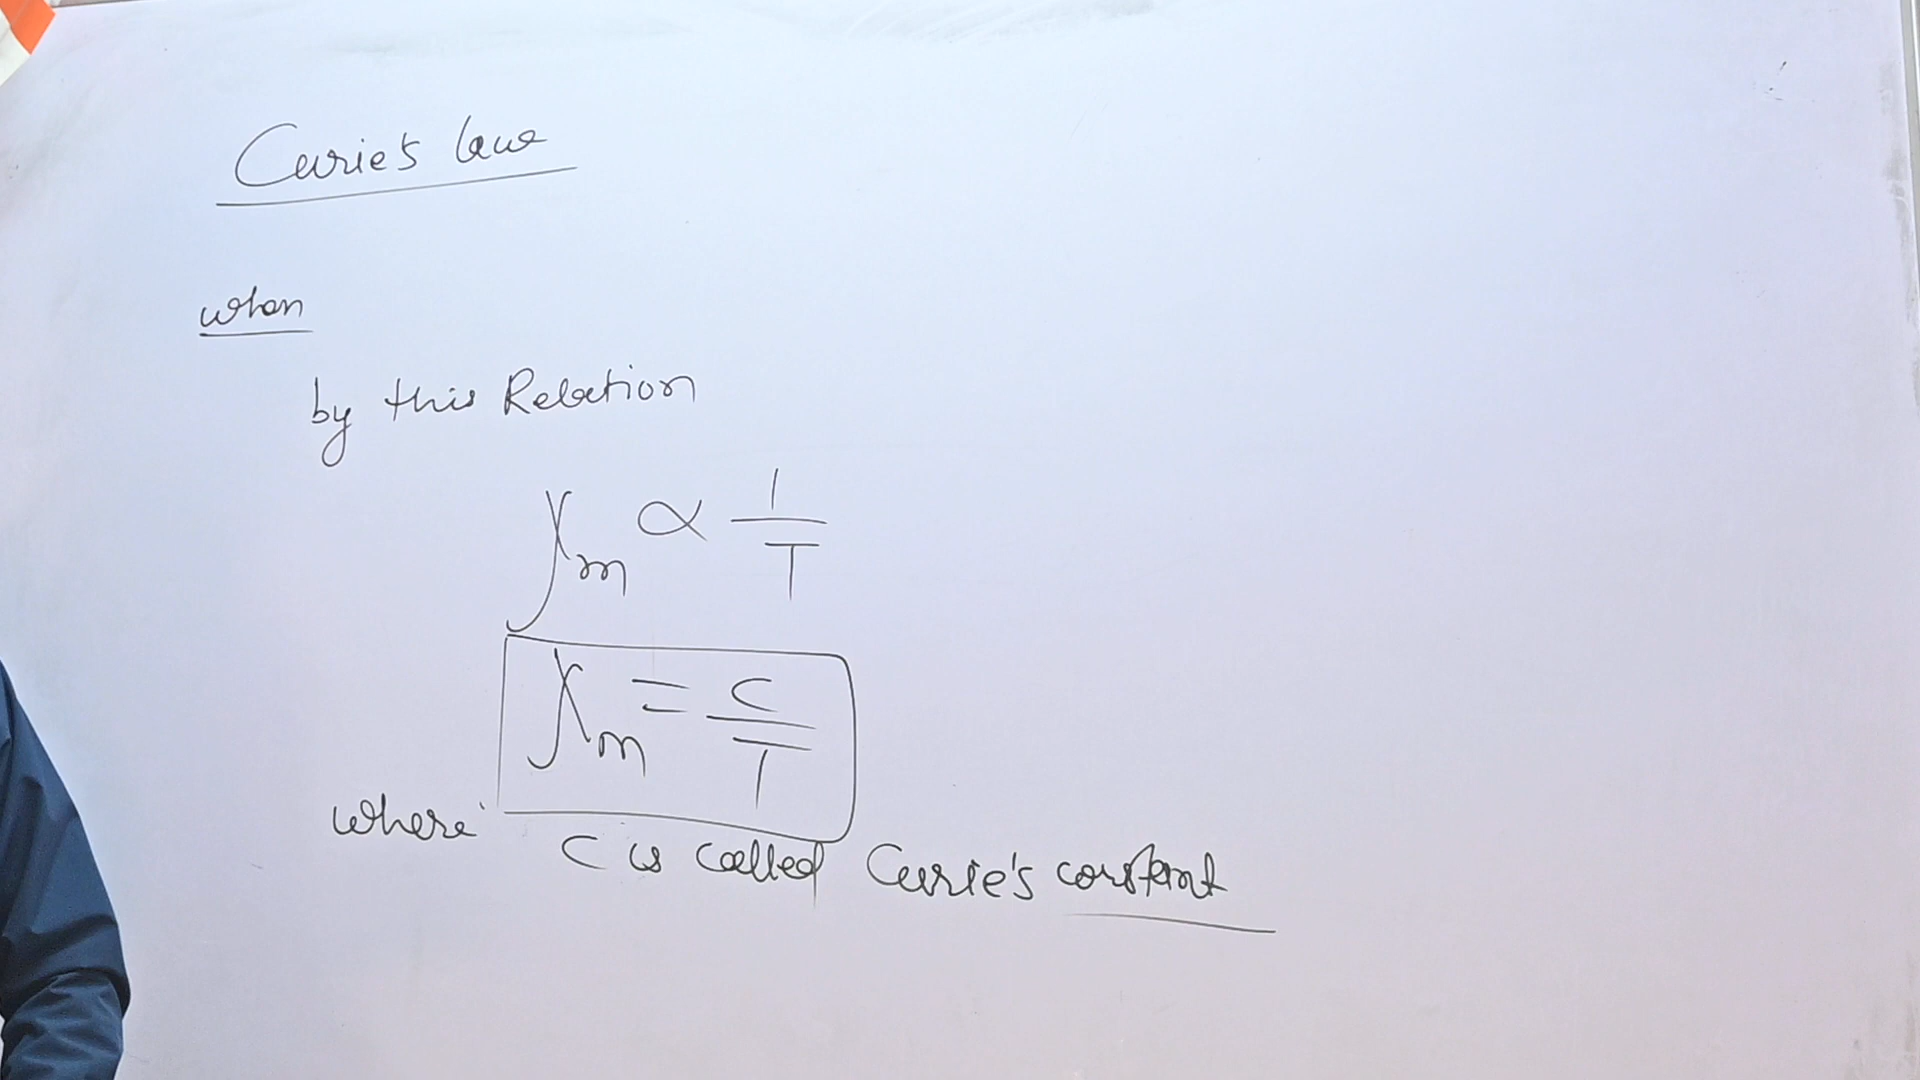 Curie's law
when
by this Relation
χm ∝ 1/T
χm = C/T
where
C is called Curie's constant